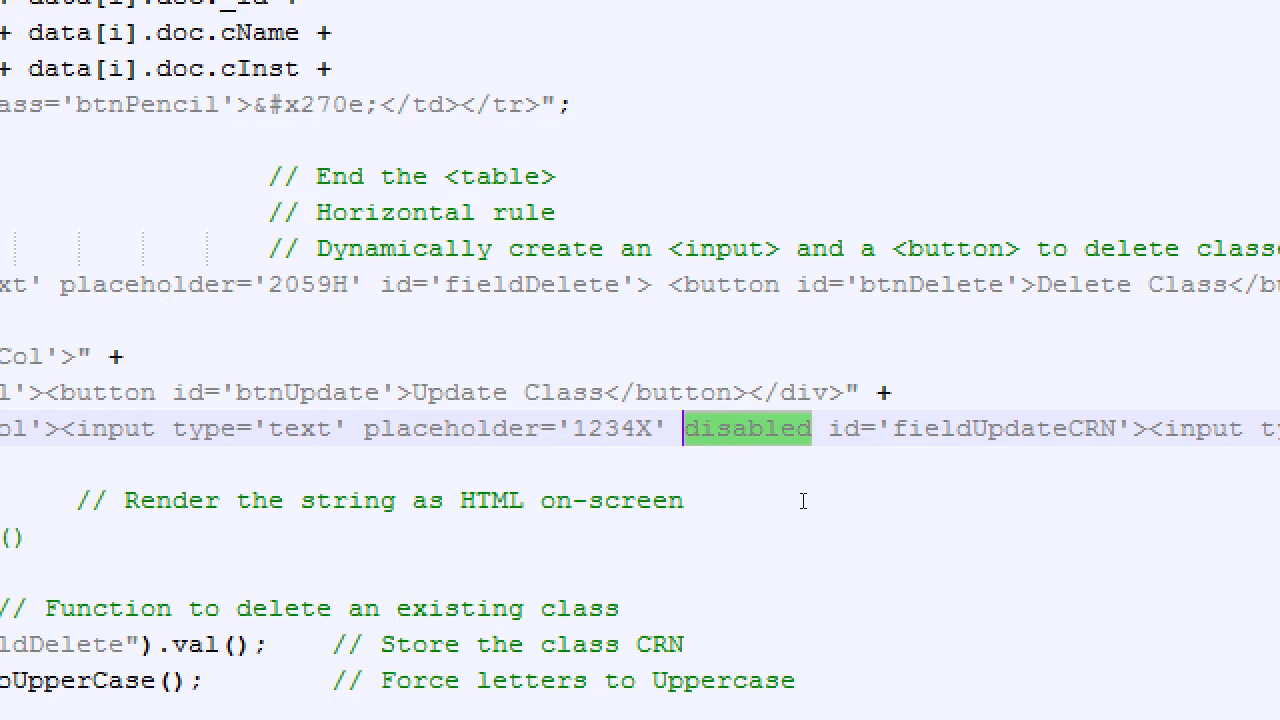 + data[i].doc._id +
+ data[i].doc.cName +
+ data[i].doc.cInst +
ass='btnPencil'>&#x270e;</td></tr>";
// End the <table>
// Horizontal rule
// Dynamically create an <input> and a <button> to delete class
xt' placeholder='2059H' id='fieldDelete'> <button id='btnDelete'>Delete Class</bu
Col'>" +
l'><button id='btnUpdate'>Update Class</button></div>" +
ol'><input type='text' placeholder='1234X' disabled id='fieldUpdateCRN'><input ty
// Render the string as HTML on-screen
()
// Function to delete an existing class
ldDelete").val(); // Store the class CRN
oUpperCase(); // Force letters to Uppercase